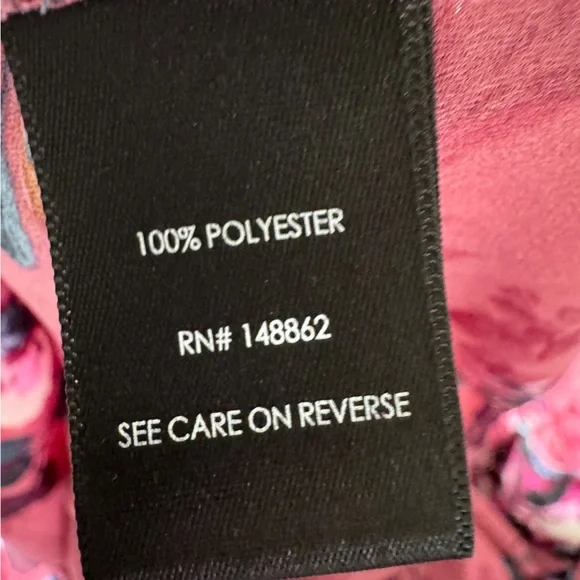 100% POLYESTER
RN# 148862
SEE CARE ON REVERSE